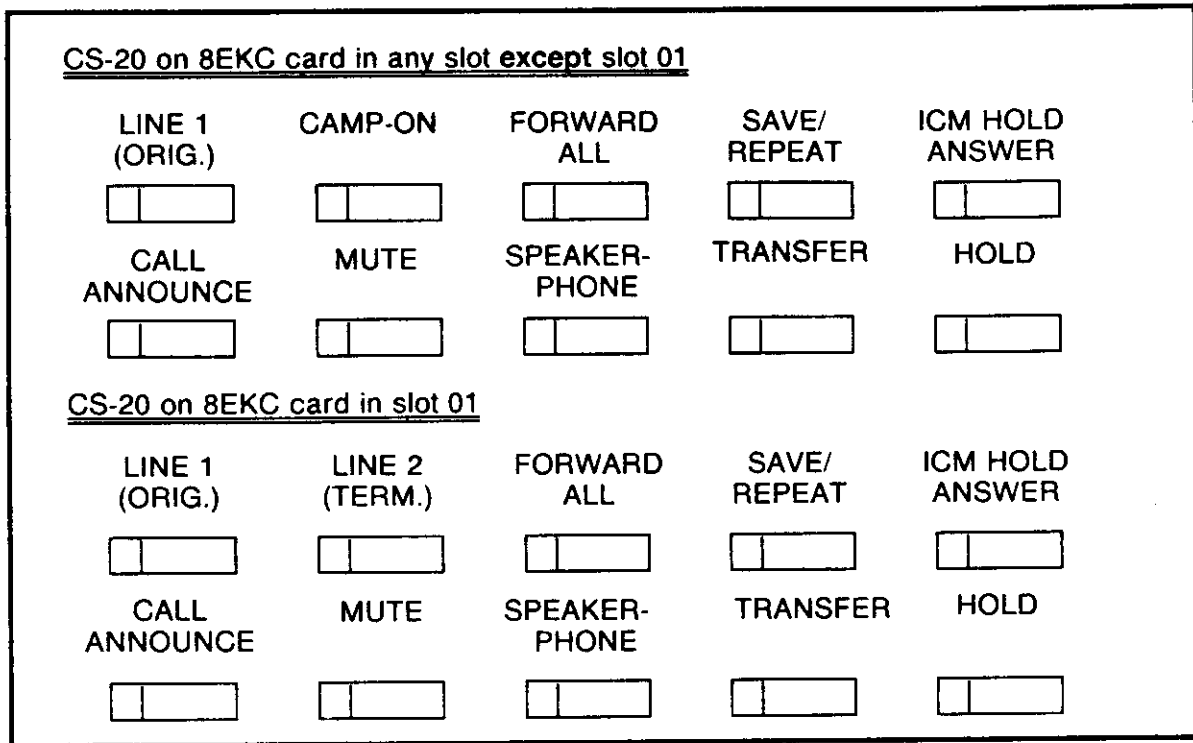 CS-20 on 8EKC card in any slot except slot 01
LINE 1 CAMP-ON FORWARD SAVE/ ICM HOLD
(ORIG.) ALL REPEAT ANSWER
CALL MUTE SPEAKER- TRANSFER HOLD
ANNOUNCE PHONE
CS-20 on 8EKC card in slot 01
LINE 1 LINE 2 FORWARD SAVE/ ICM HOLD
(ORIG.) (TERM.) ALL REPEAT ANSWER
CALL MUTE SPEAKER- TRANSFER HOLD
ANNOUNCE PHONE